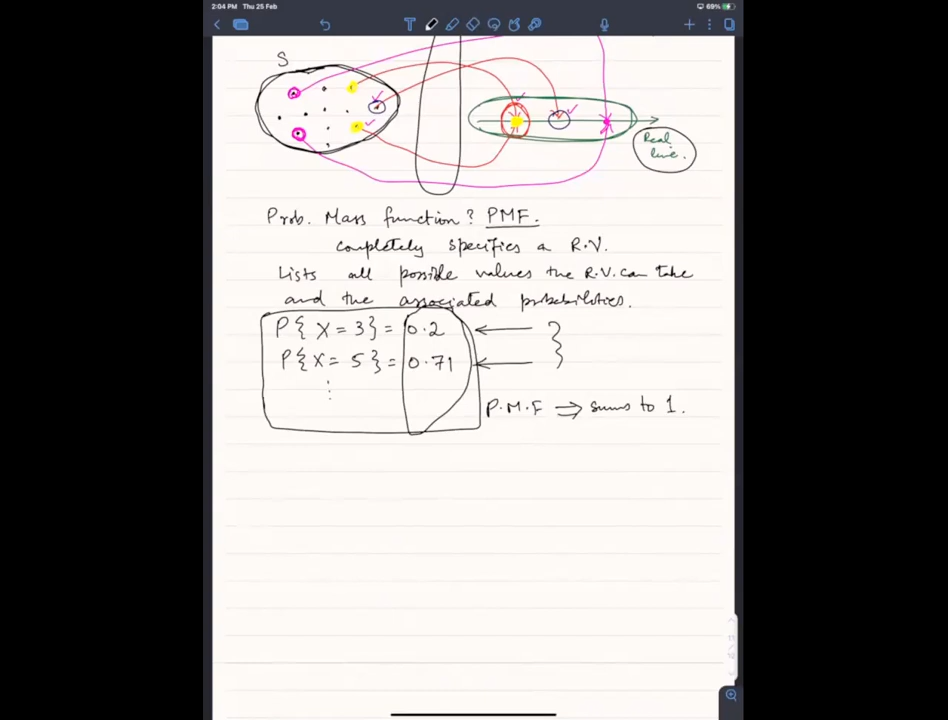 2:04 PM Thu 25 Feb
69%
S
Real
line.
Prob. Mass function? PMF.
completely specifies a R.V.
Lists all possible values the R.V. can take
and the associated probabilities.
P{ X = 3} = 0.2
P{X = 5} = 0.71
⋮
P.M.F ⇒ sums to 1.